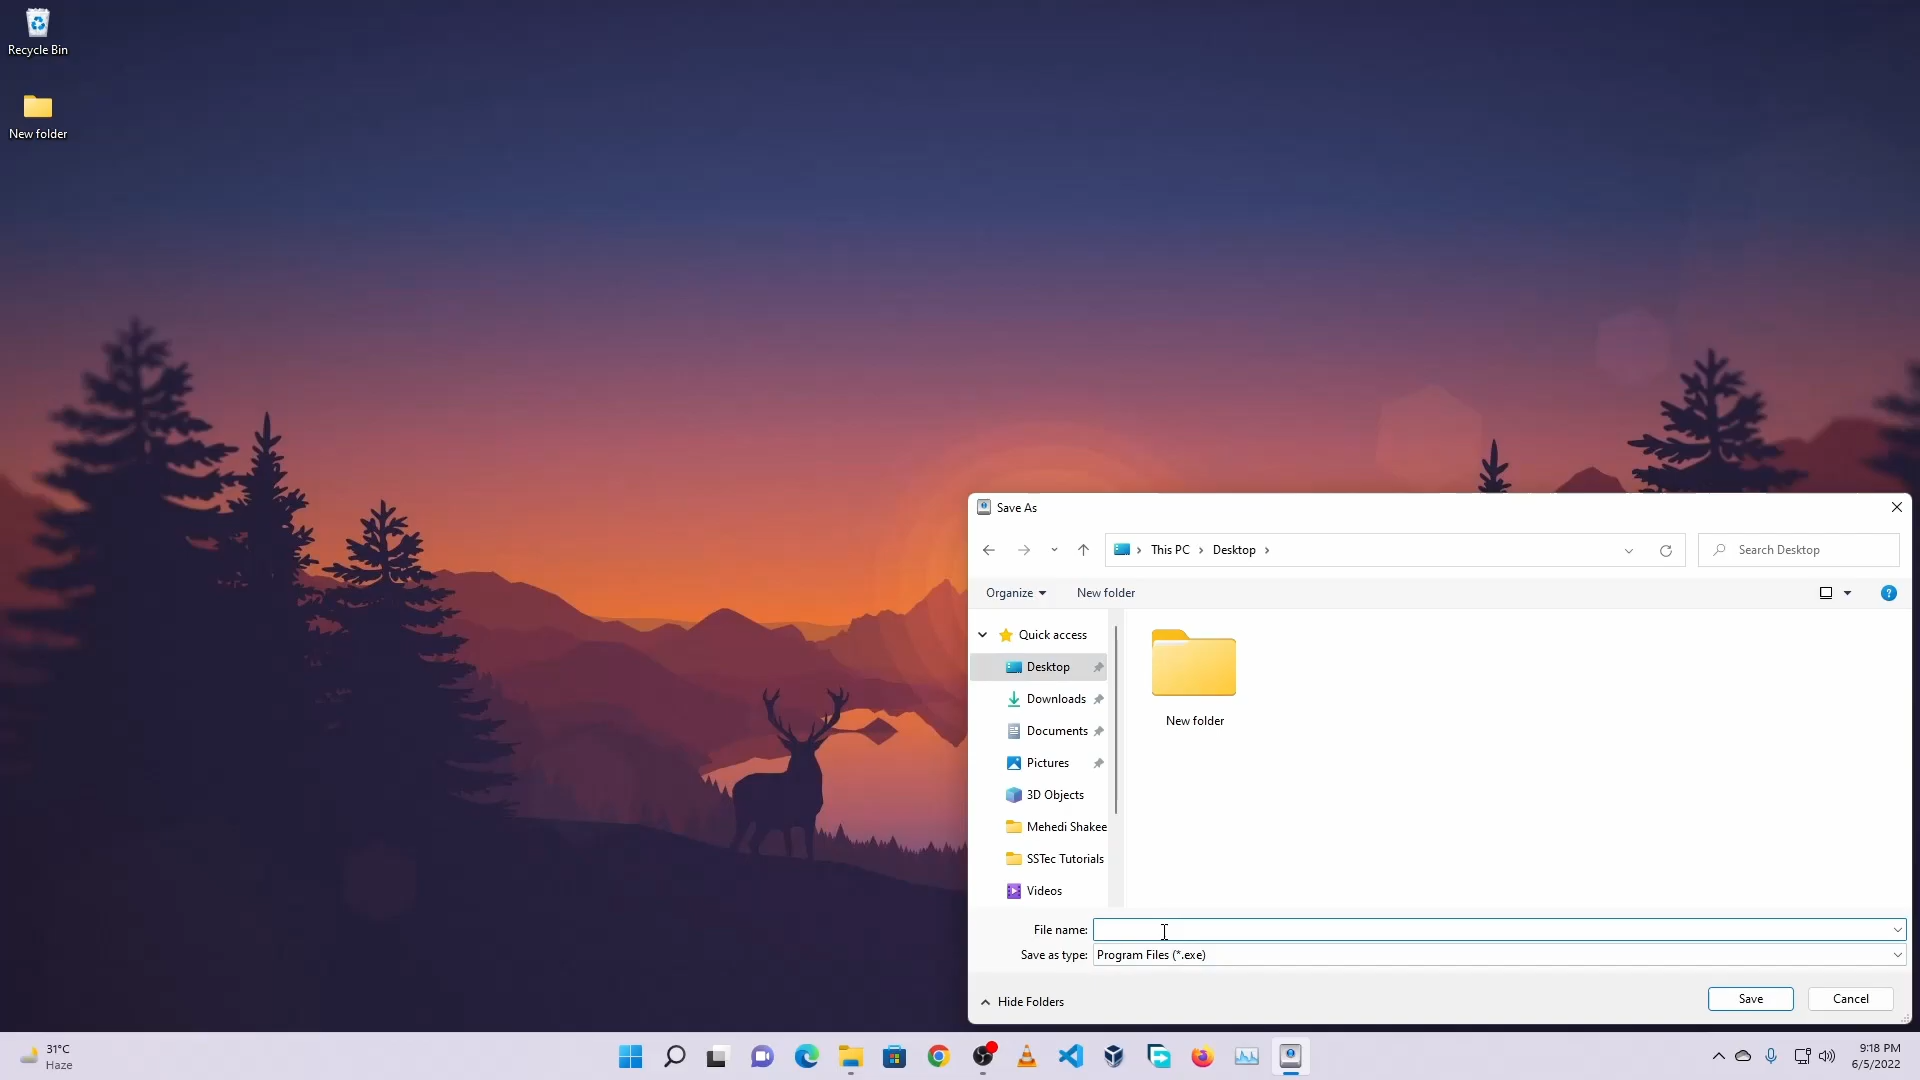 Recycle Bin
New folder
Save As
This PC
Desktop
Search Desktop
Organize
New folder
Quick access
Desktop
Downloads
Documents
Pictures
3D Objects
Mehedi Shakee
SSTec Tutorials
Videos
New folder
File name:
Save as type: Program Files (*.exe)
Hide Folders
Save
Cancel
31°C
Haze
9:18 PM
6/5/2022